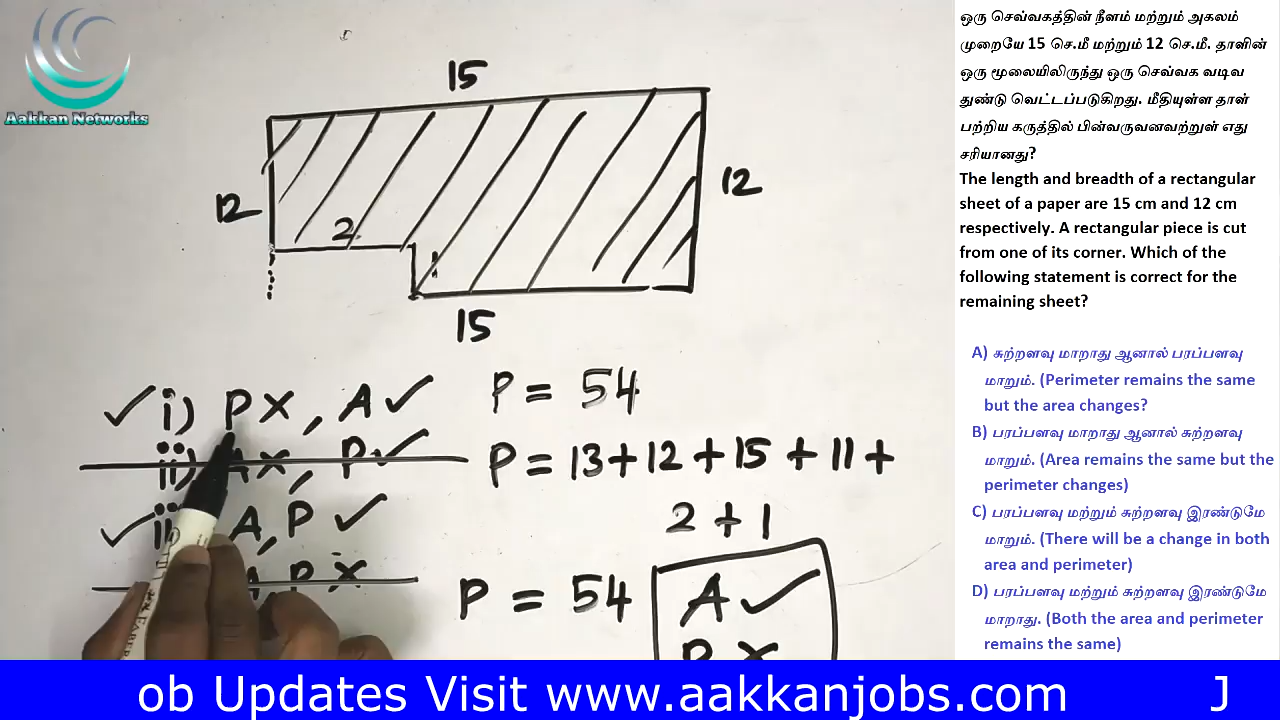 Aakkan Networks
15
12
12
2
1
15
✓ i) P X, A ✓
ii) A X, P ✓
✓ A, P ✓
A, P X
P = 54
P = 13 + 12 + 15 + 11 +
2 + 1
P = 54
A ✓
P X
ஒரு செவ்வகத்தின் நீளம் மற்றும் அகலம்
முறையே 15 செ.மீ மற்றும் 12 செ.மீ. தாளின்
ஒரு மூலையிலிருந்து ஒரு செவ்வக வடிவ
துண்டு வெட்டப்படுகிறது. மீதியுள்ள தாள்
பற்றிய கருத்தில் பின்வருவனவற்றுள் எது
சரியானது?
The length and breadth of a rectangular
sheet of a paper are 15 cm and 12 cm
respectively. A rectangular piece is cut
from one of its corner. Which of the
following statement is correct for the
remaining sheet?
A) சுற்றளவு மாறாது ஆனால் பரப்பளவு
மாறும். (Perimeter remains the same
but the area changes?
B) பரப்பளவு மாறாது ஆனால் சுற்றளவு
மாறும். (Area remains the same but the
perimeter changes)
C) பரப்பளவு மற்றும் சுற்றளவு இரண்டுமே
மாறும். (There will be a change in both
area and perimeter)
D) பரப்பளவு மற்றும் சுற்றளவு இரண்டுமே
மாறாது. (Both the area and perimeter
remains the same)
ob Updates Visit www.aakkanjobs.com J